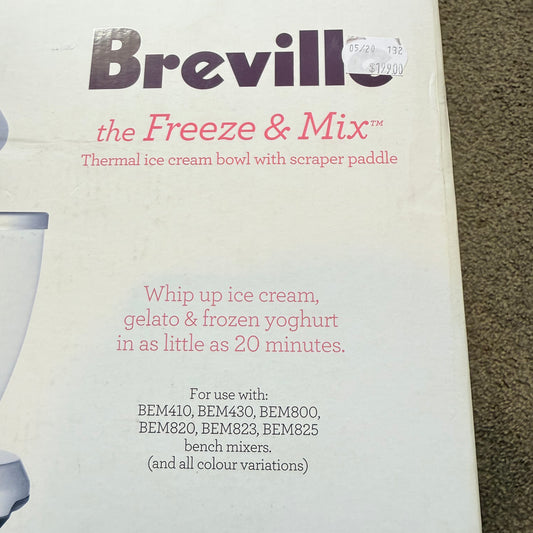 Breville
05/20 132
$199.00
the Freeze & Mix™
Thermal ice cream bowl with scraper paddle
Whip up ice cream,
gelato & frozen yoghurt
in as little as 20 minutes.
For use with:
BEM410, BEM430, BEM800,
BEM820, BEM823, BEM825
bench mixers.
(and all colour variations)